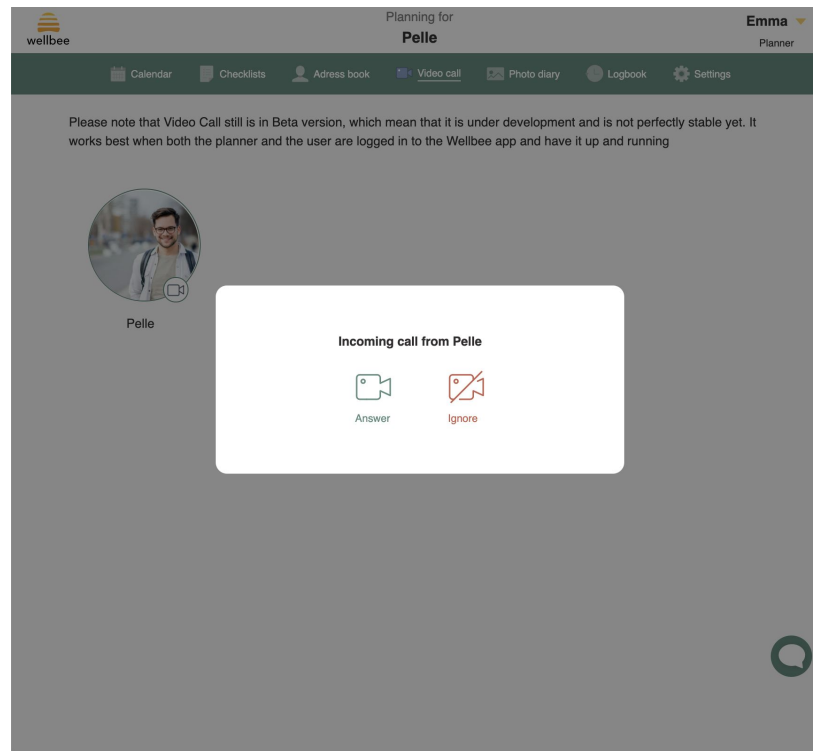 Planning for
Pelle
Emma
Planner
wellbee
Calendar Checklists Adress book Video call Photo diary Logbook Settings
Please note that Video Call still is in Beta version, which mean that it is under development and is not perfectly stable yet. It
works best when both the planner and the user are logged in to the Wellbee app and have it up and running
Pelle
Incoming call from Pelle
Answer Ignore